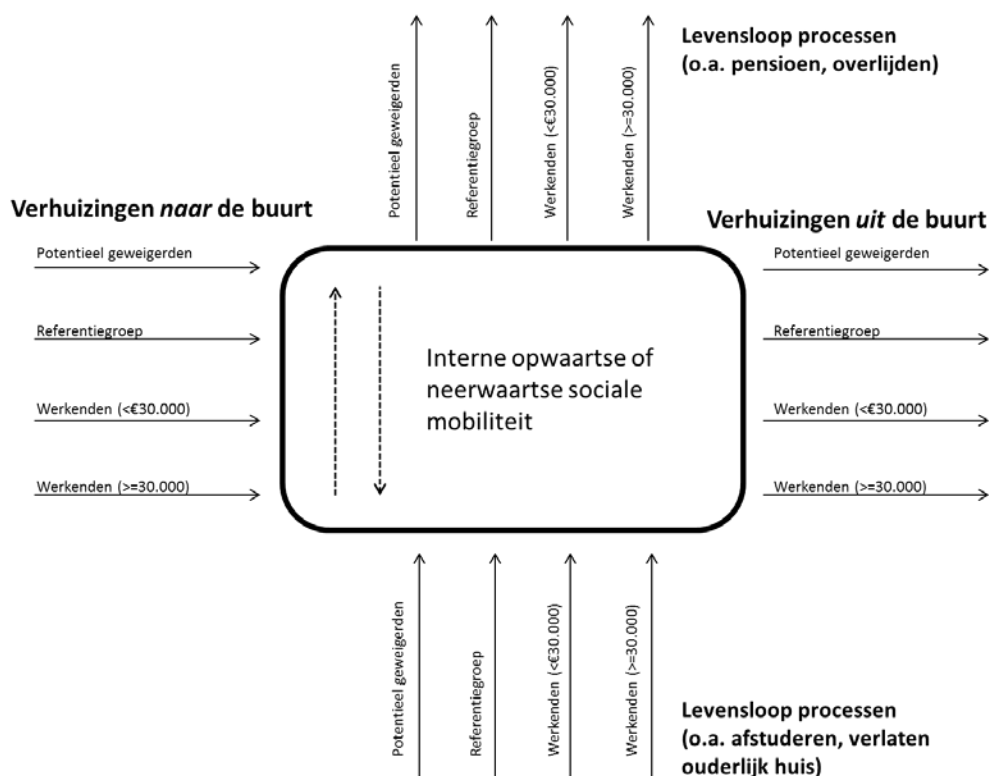 Levensloop processen
(o.a. pensioen, overlijden)
Potentieel geweigerden
Referentiegroep
Werkenden (<€30.000)
Werkenden (>=30.000)
Verhuizingen naar de buurt
Potentieel geweigerden
Referentiegroep
Werkenden (<€30.000)
Werkenden (>=30.000)
Interne opwaartse of
neerwaartse sociale
mobiliteit
Verhuizingen uit de buurt
Potentieel geweigerden
Referentiegroep
Werkenden (<€30.000)
Werkenden (>=30.000)
Potentieel geweigerden
Referentiegroep
Werkenden (<€30.000)
Werkenden (>=30.000)
Levensloop processen
(o.a. afstuderen, verlaten
ouderlijk huis)